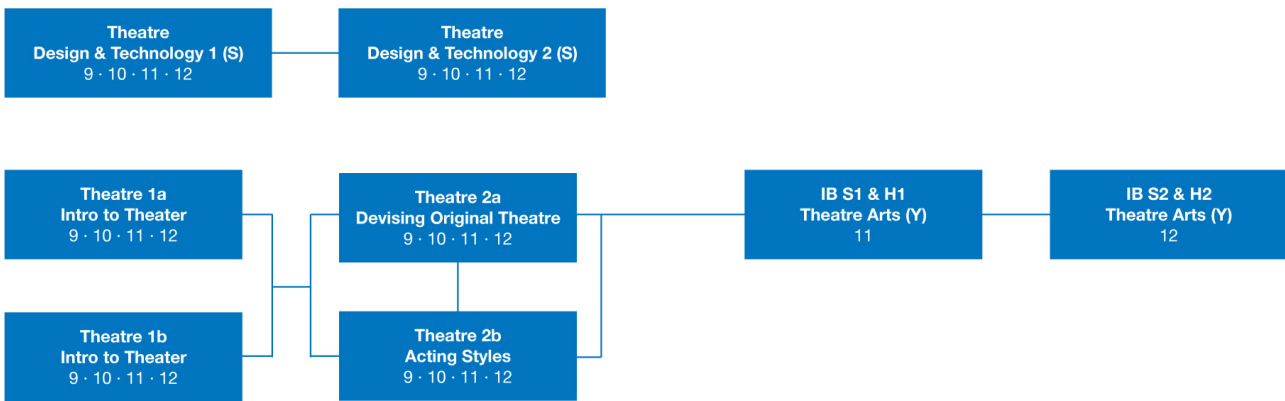 Theatre
Design & Technology 1 (S)
9 · 10 · 11 · 12
Theatre
Design & Technology 2 (S)
9 · 10 · 11 · 12
Theatre 1a
Intro to Theater
9 · 10 · 11 · 12
Theatre 2a
Devising Original Theatre
9 · 10 · 11 · 12
IB S1 & H1
Theatre Arts (Y)
11
IB S2 & H2
Theatre Arts (Y)
12
Theatre 1b
Intro to Theater
9 · 10 · 11 · 12
Theatre 2b
Acting Styles
9 · 10 · 11 · 12